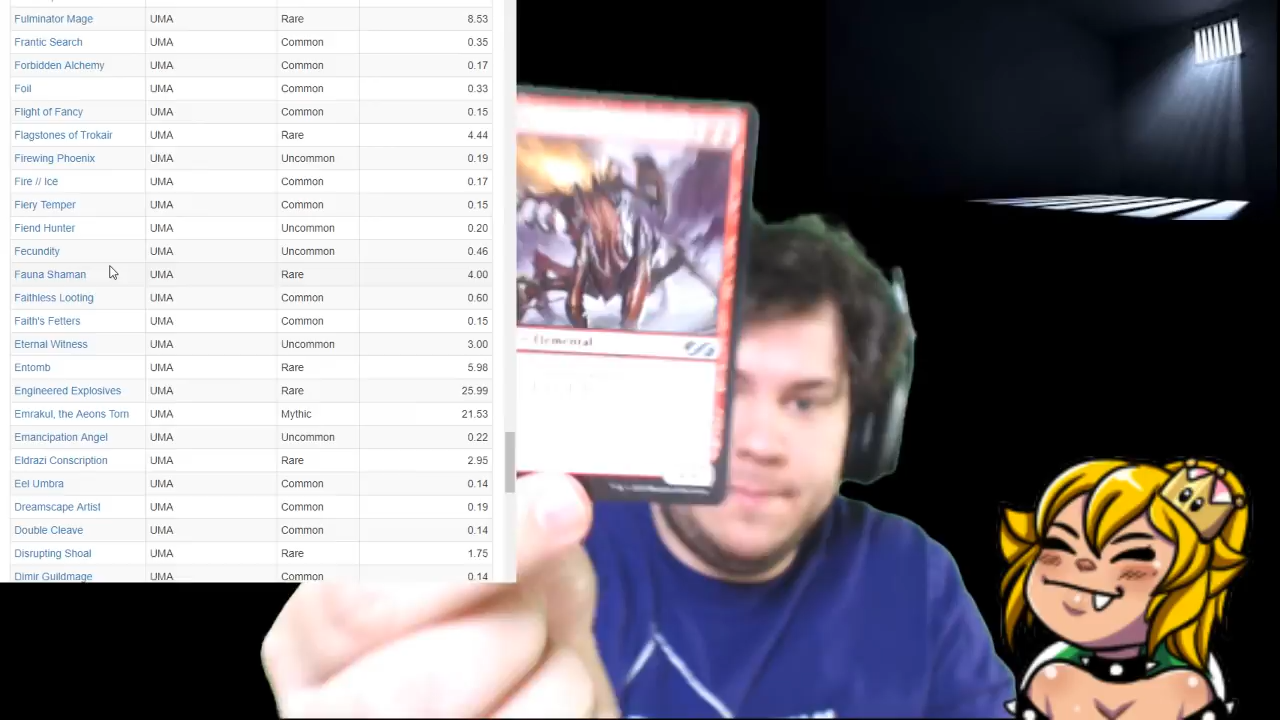 Fulminator Mage UMA Rare 8.53
Frantic Search UMA Common 0.35
Forbidden Alchemy UMA Common 0.17
Foil UMA Common 0.33
Flight of Fancy UMA Common 0.15
Flagstones of Trokair UMA Rare 4.44
Firewing Phoenix UMA Uncommon 0.19
Fire // Ice UMA Common 0.17
Fiery Temper UMA Common 0.15
Fiend Hunter UMA Uncommon 0.20
Fecundity UMA Uncommon 0.46
Fauna Shaman UMA Rare 4.00
Faithless Looting UMA Common 0.60
Faith's Fetters UMA Common 0.15
Eternal Witness UMA Uncommon 3.00
Entomb UMA Rare 5.98
Engineered Explosives UMA Rare 25.99
Emrakul, the Aeons Torn UMA Mythic 21.53
Emancipation Angel UMA Uncommon 0.22
Eldrazi Conscription UMA Rare 2.95
Eel Umbra UMA Common 0.14
Dreamscape Artist UMA Common 0.19
Double Cleave UMA Common 0.14
Disrupting Shoal UMA Rare 1.75
Dimir Guildmage UMA Common 0.14
– Elemental